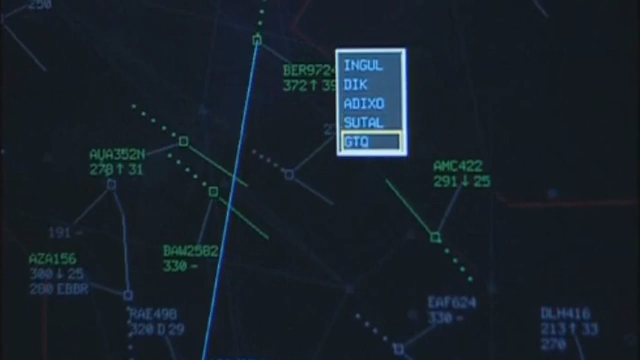 250
BER972
372↑39
INGUL
DIK
ADIXO
SUTAL
GTQ
AUA352N
278↑31
AMC422
291↓25
191-
BAW25B2
330-
AZA156
300↓25
280 EBBR
RAE498
320 D 29
EAF624
330-
DLH416
213↑33
270